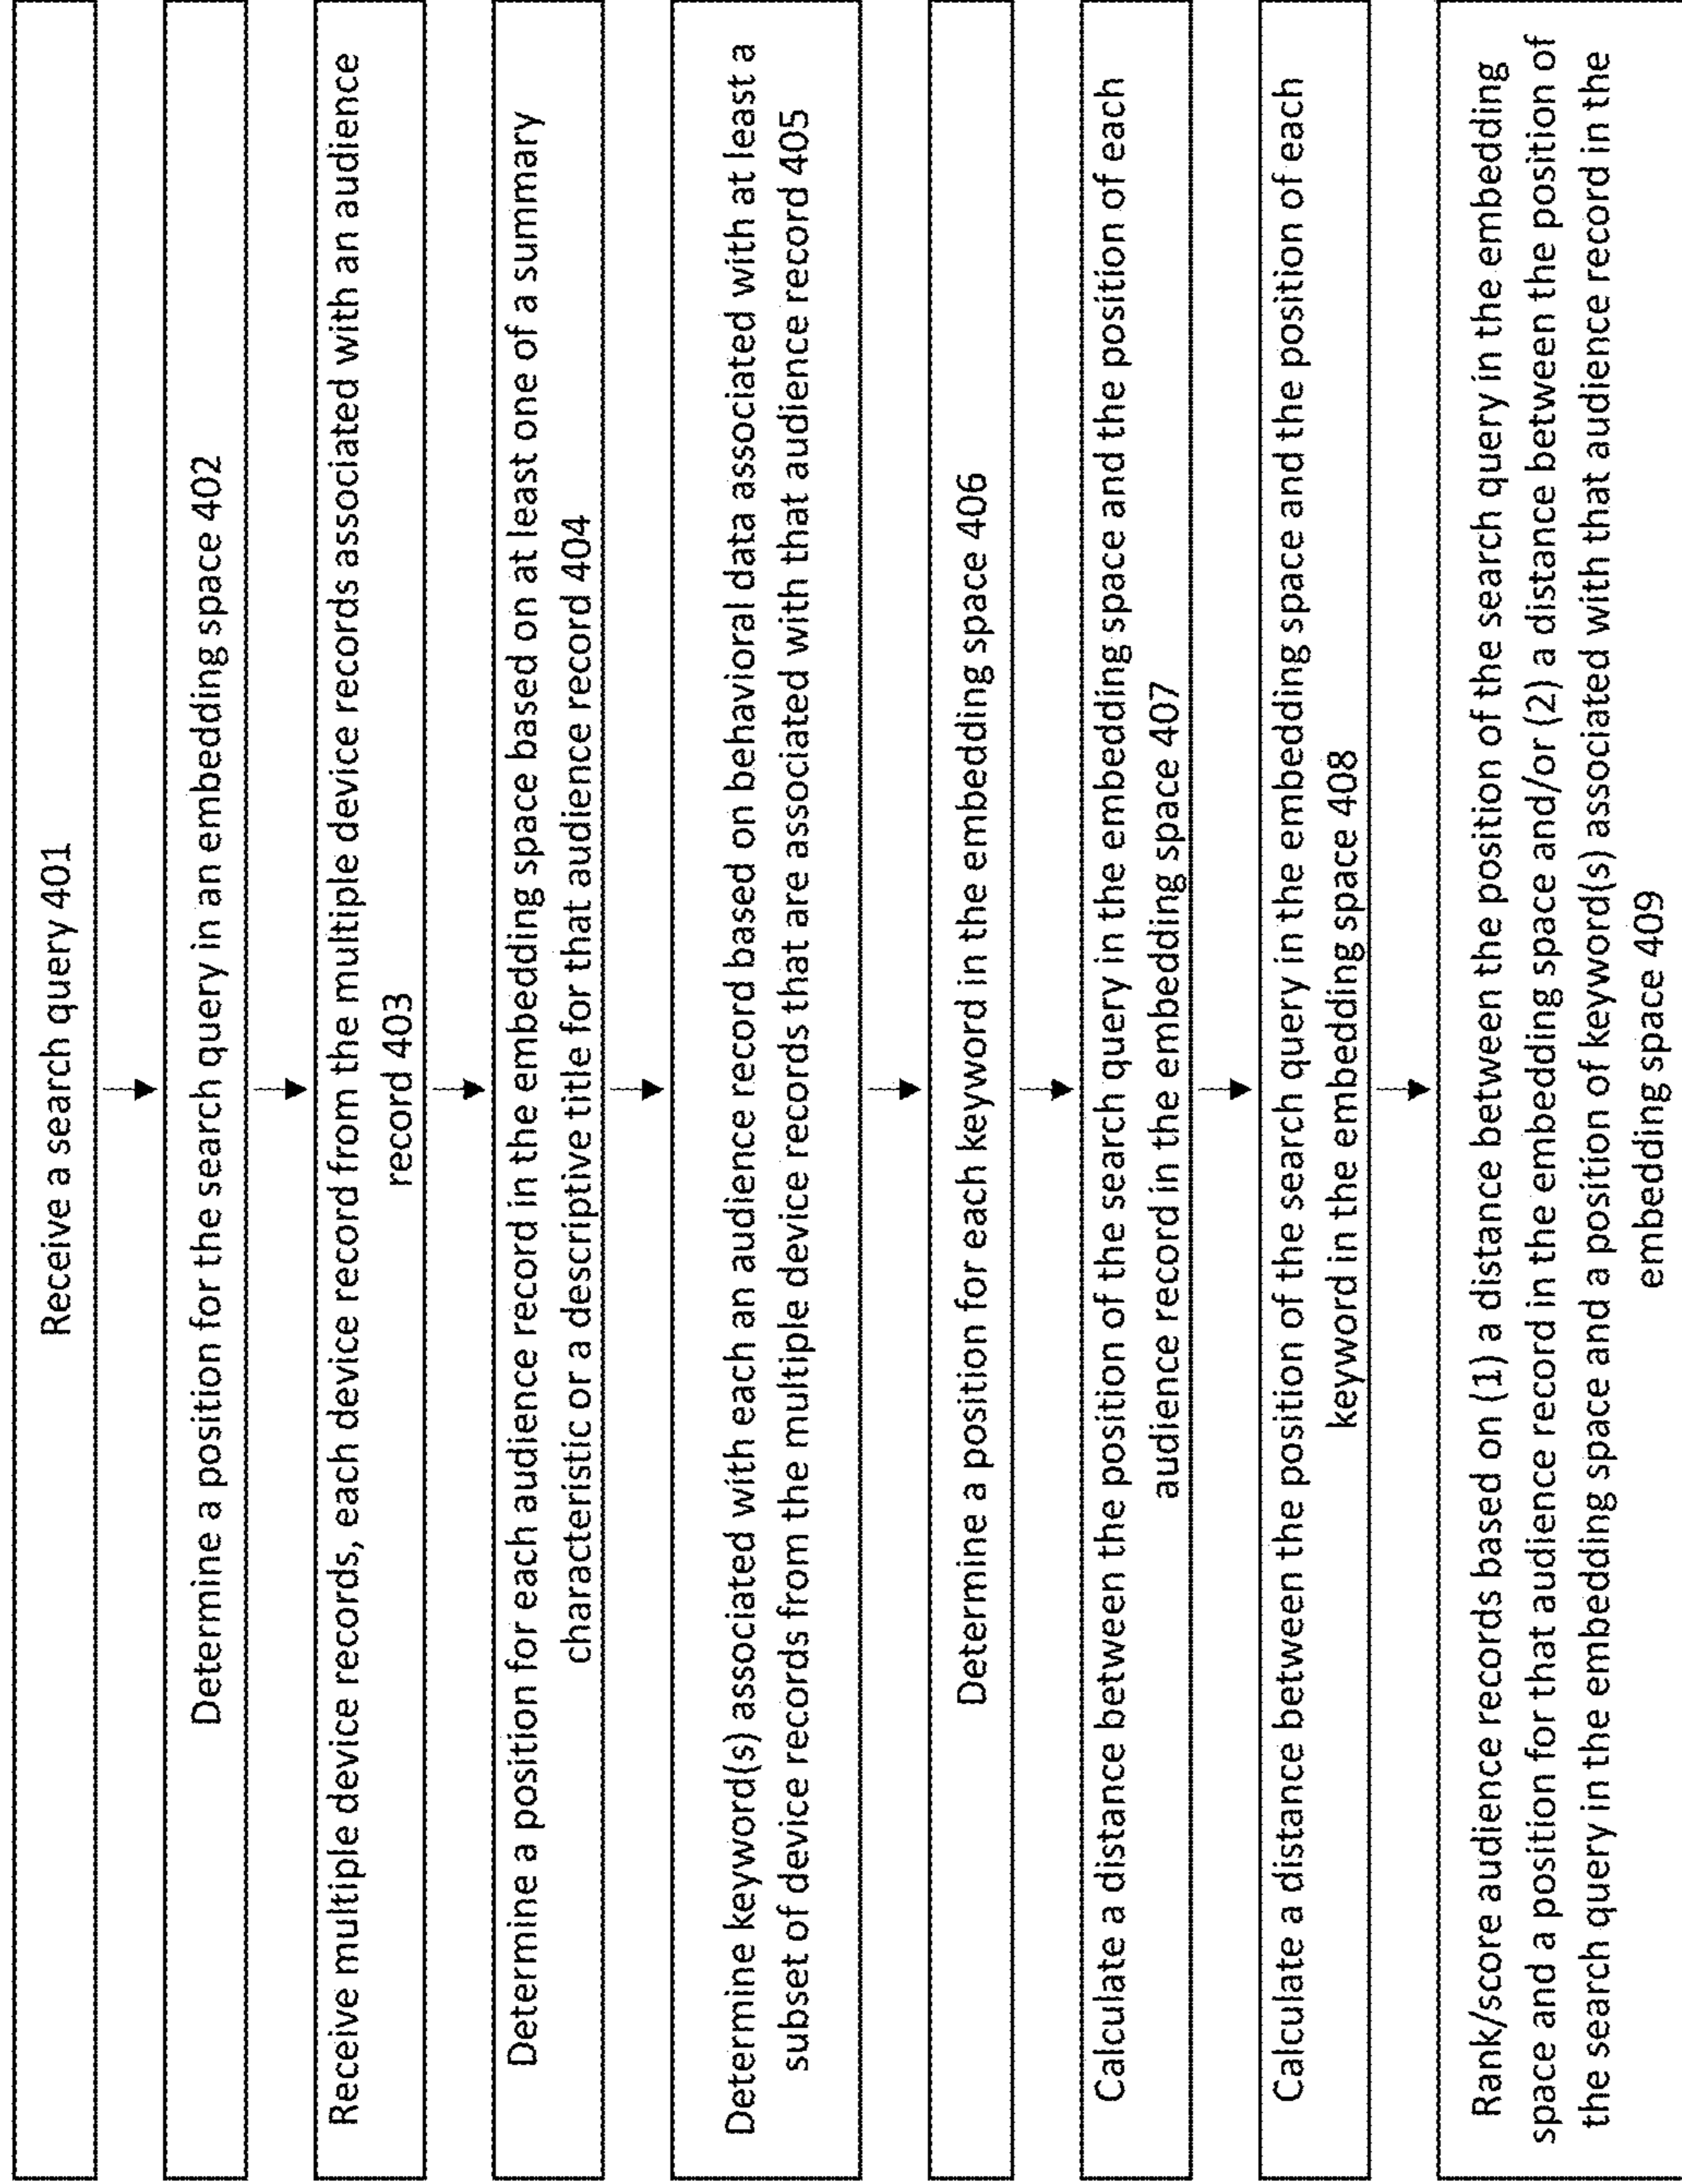 Receive a search query 401
Determine a position for the search query in an embedding space 402
Receive multiple device records, each device record from the multiple device records associated with an audience
record 403
Determine a position for each audience record in the embedding space based on at least one of a summary
characteristic or a descriptive title for that audience record 404
Determine keyword(s) associated with each an audience record based on behavioral data associated with at least a
subset of device records from the multiple device records that are associated with that audience record 405
Determine a position for each keyword in the embedding space 406
Calculate a distance between the position of the search query in the embedding space and the position of each
audience record in the embedding space 407
Calculate a distance between the position of the search query in the embedding space and the position of each
keyword in the embedding space 408
Rank/score audience records based on (1) a distance between the position of the search query in the embedding
space and a position for that audience record in the embedding space and/or (2) a distance between the position of
the search query in the embedding space and a position of keyword(s) associated with that audience record in the
embedding space 409